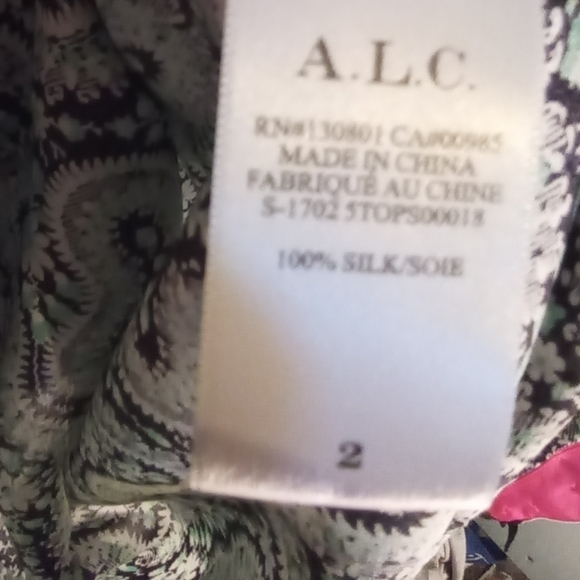 A.L.C.
RN#130801 CA#00985
MADE IN CHINA
FABRIQUÉ AU CHINE
S-1702 5TOPS00018
100% SILK/SOIE
2